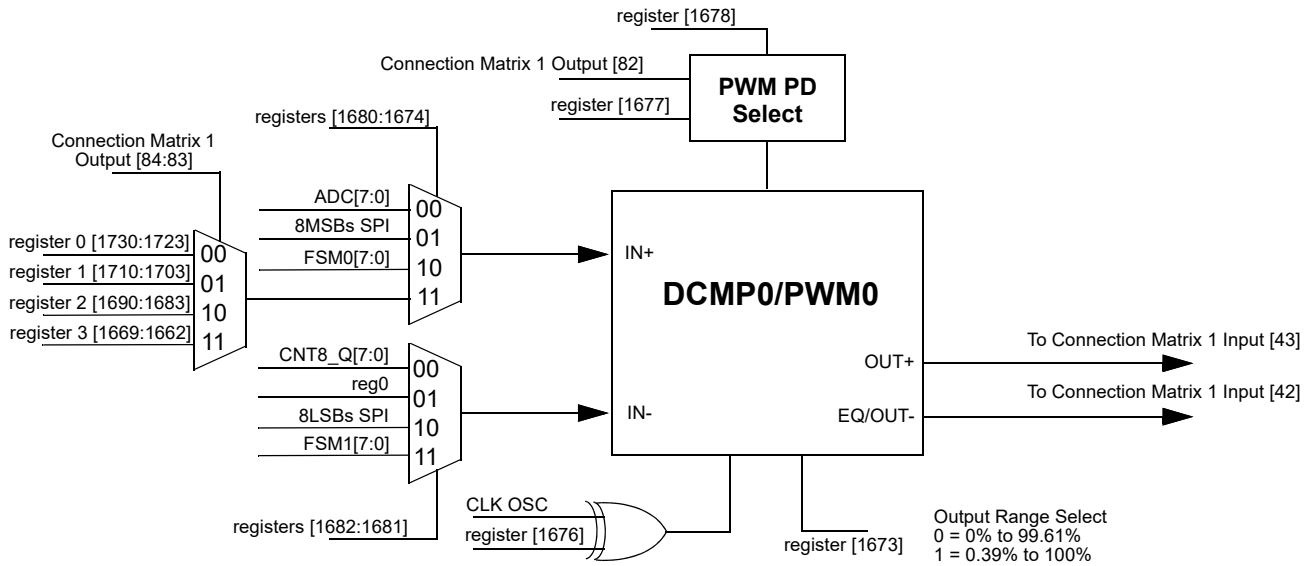 register [1678]
Connection Matrix 1 Output [82]
register [1677]
PWM PD
Select
registers [1680:1674]
Connection Matrix 1
Output [84:83]
ADC[7:0]
8MSBs SPI
FSM0[7:0]
00
01
10
11
register 0 [1730:1723]
register 1 [1710:1703]
register 2 [1690:1683]
register 3 [1669:1662]
00
01
10
11
IN+
DCMP0/PWM0
CNT8_Q[7:0]
reg0
8LSBs SPI
FSM1[7:0]
00
01
10
11
IN-
OUT+
EQ/OUT-
To Connection Matrix 1 Input [43]
To Connection Matrix 1 Input [42]
registers [1682:1681]
CLK OSC
register [1676]
register [1673]
Output Range Select
0 = 0% to 99.61%
1 = 0.39% to 100%